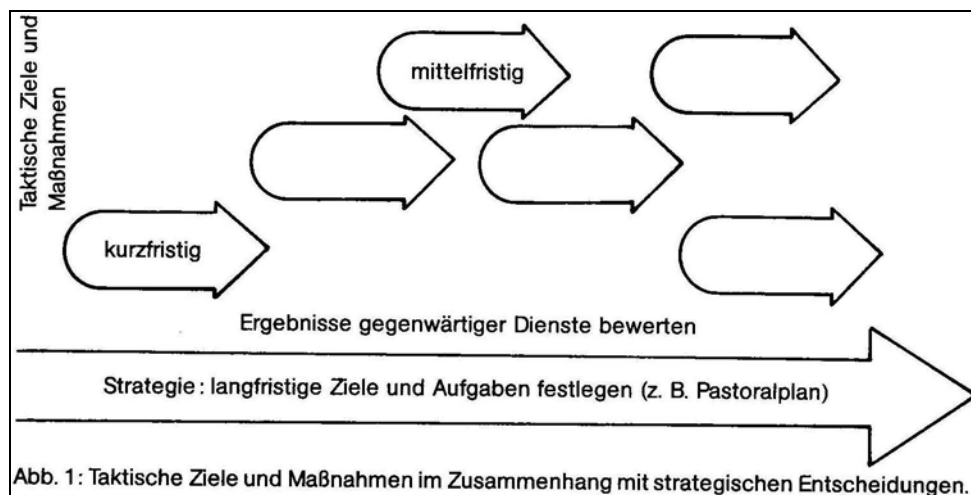 Taktische Ziele und
Maßnahmen
mittelfristig
kurzfristig
Ergebnisse gegenwärtiger Dienste bewerten
Strategie: langfristige Ziele und Aufgaben festlegen (z. B. Pastoralplan)
Abb. 1: Taktische Ziele und Maßnahmen im Zusammenhang mit strategischen Entscheidungen.